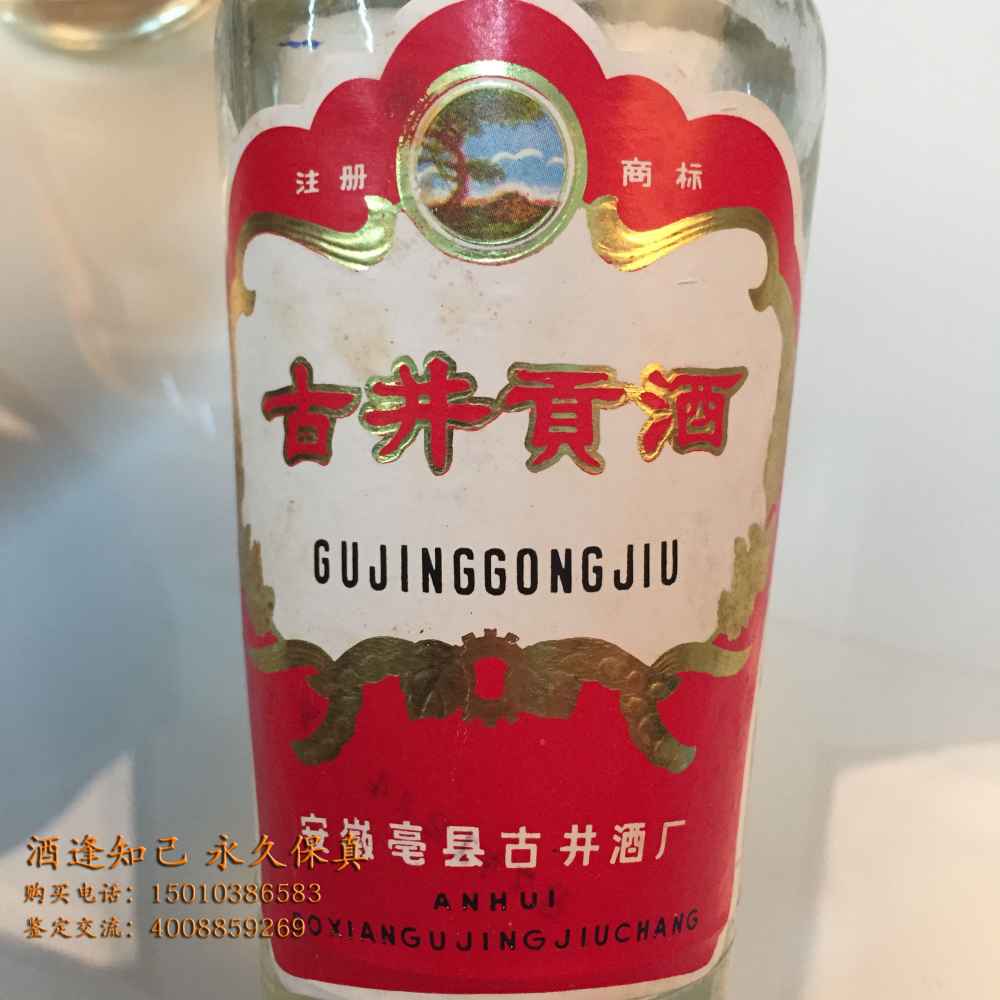 注册 商标
古井贡酒
GUJINGGONGJIU
安徽亳县古井酒厂
ANHUI
BOXIANGUJINGJIUCHANG
酒逢知己 永久保真
购买电话：15010386583
鉴定交流：4008859269